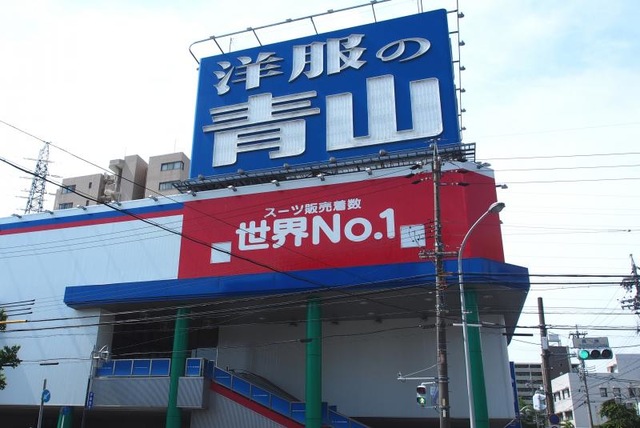 洋服の
青山
スーツ販売着数
世界No.1